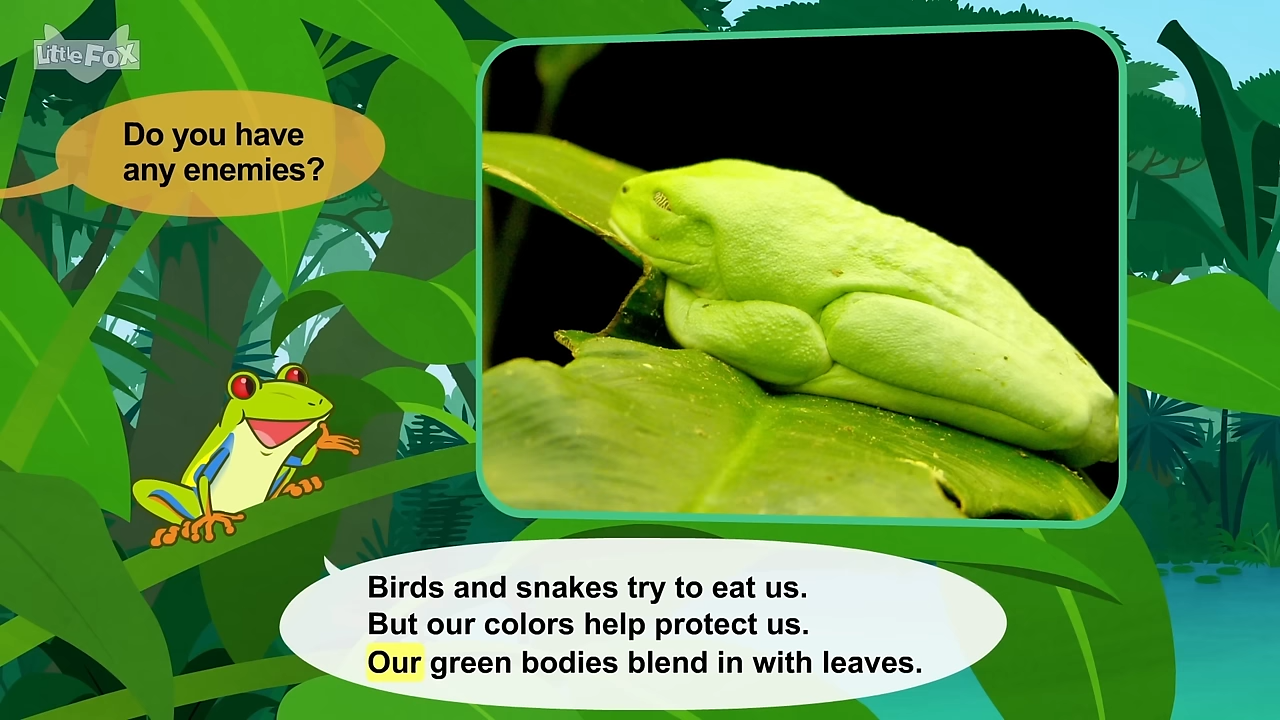 Little Fox
Do you have
any enemies?
Birds and snakes try to eat us.
But our colors help protect us.
Our green bodies blend in with leaves.